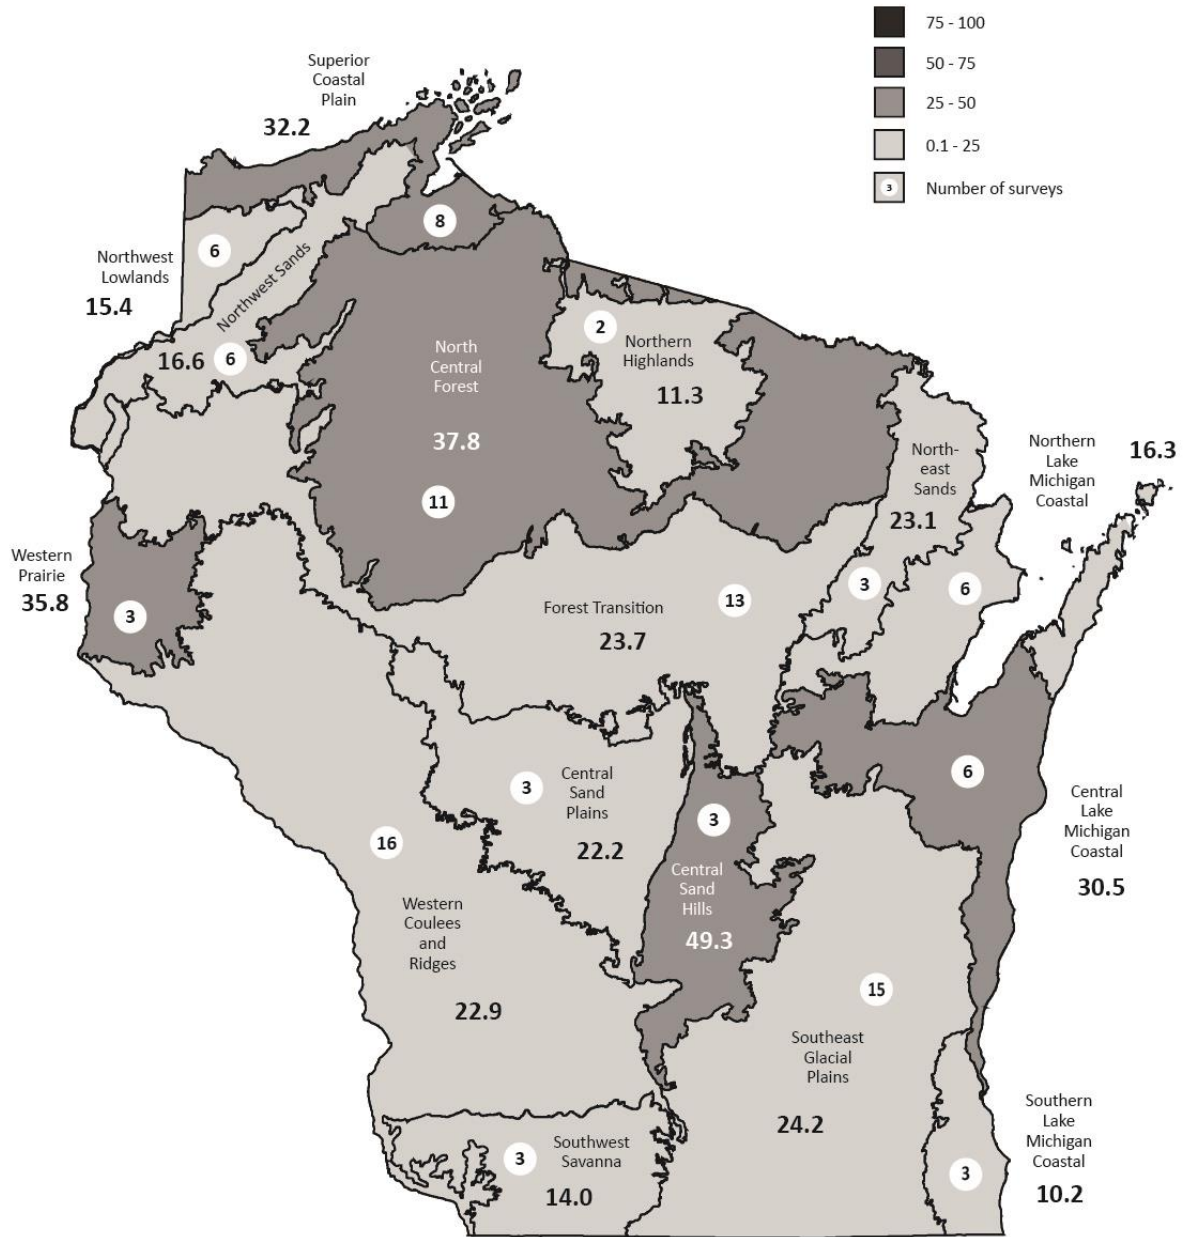 75 - 100
50 - 75
25 - 50
0.1 - 25
3 Number of surveys
Superior
Coastal
Plain
32.2
8
Northwest
Lowlands
15.4
6
Northwest Sands
16.6 6
North
Central
Forest
37.8
11
2
Northern
Highlands
11.3
North-
east
Sands
23.1
3
Northern
Lake
Michigan
Coastal
16.3
6
Western
Prairie
35.8
3
Forest Transition
23.7
13
Central
Sand
Plains
3
22.2
3
Central
Sand
Hills
49.3
6
Central
Lake
Michigan
Coastal
30.5
16
Western
Coulees
and
Ridges
22.9
15
Southeast
Glacial
Plains
24.2
3
Southwest
Savanna
14.0
Southern
Lake
Michigan
Coastal
10.2
3